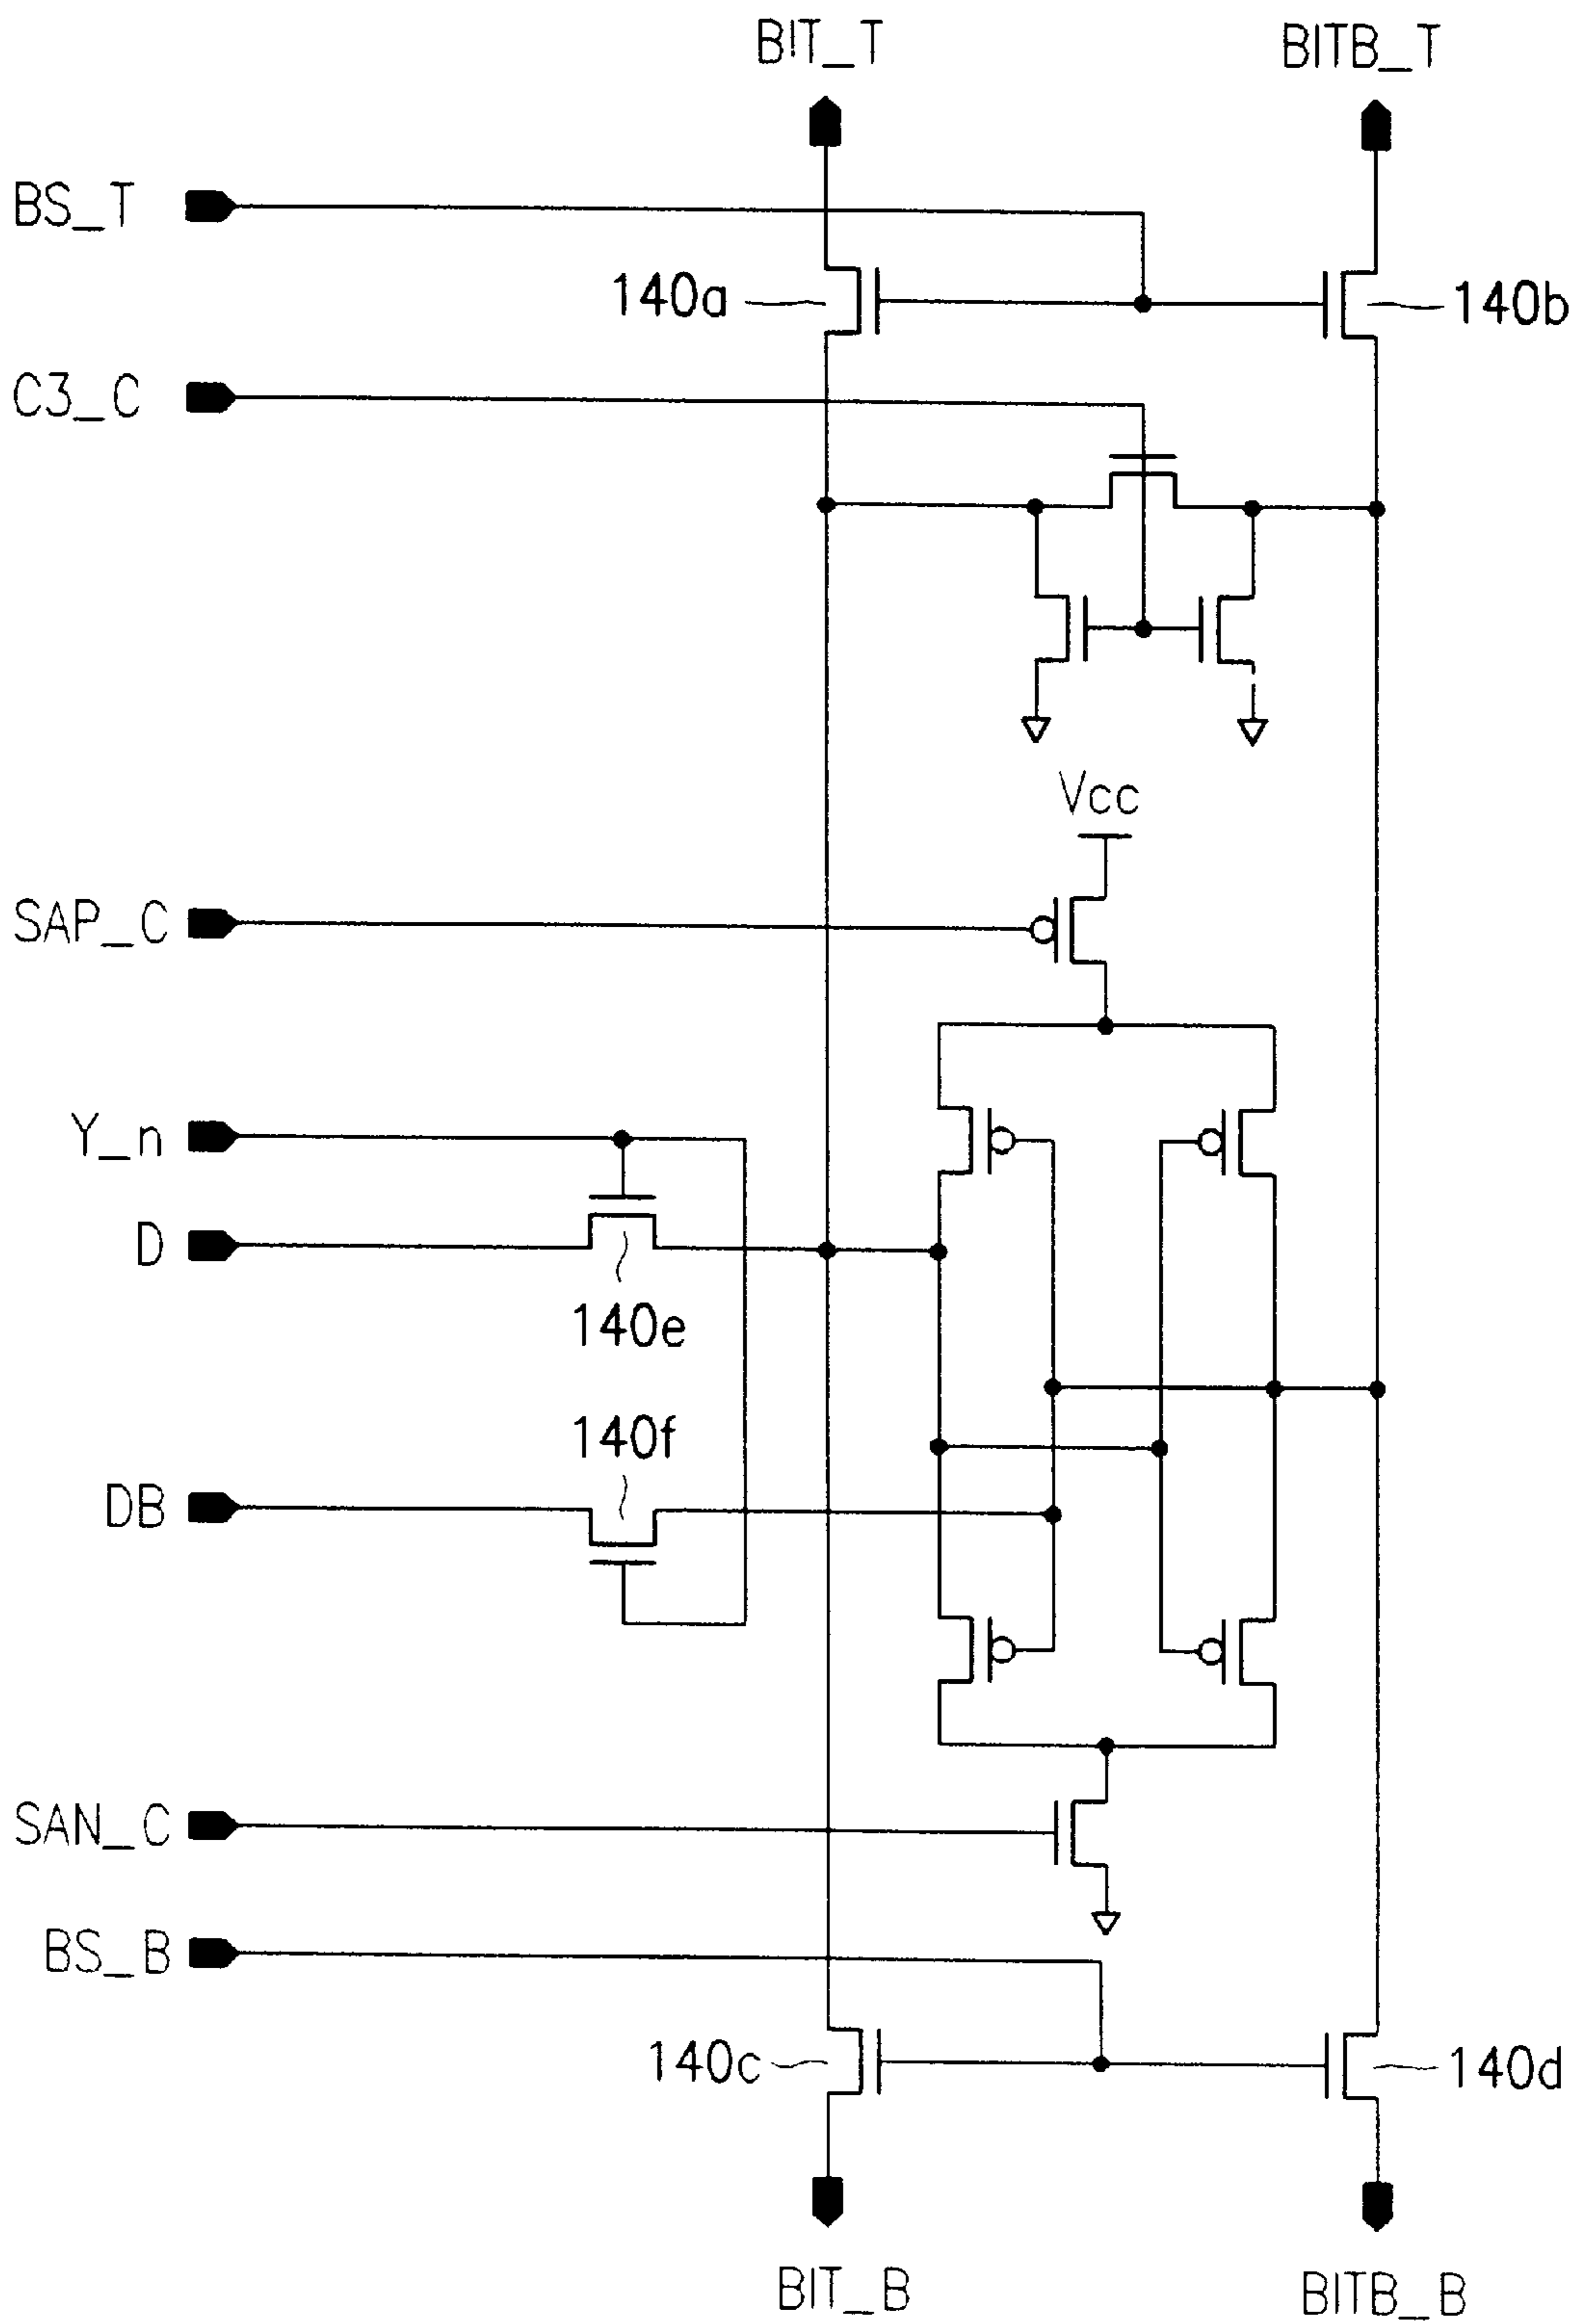 BIT_T
BITB_T
BS_T
140a
140b
C3_C
Vcc
SAP_C
Y_n
D
140e
140f
DB
SAN_C
BS_B
140c
140d
BIT_B
BITB_B